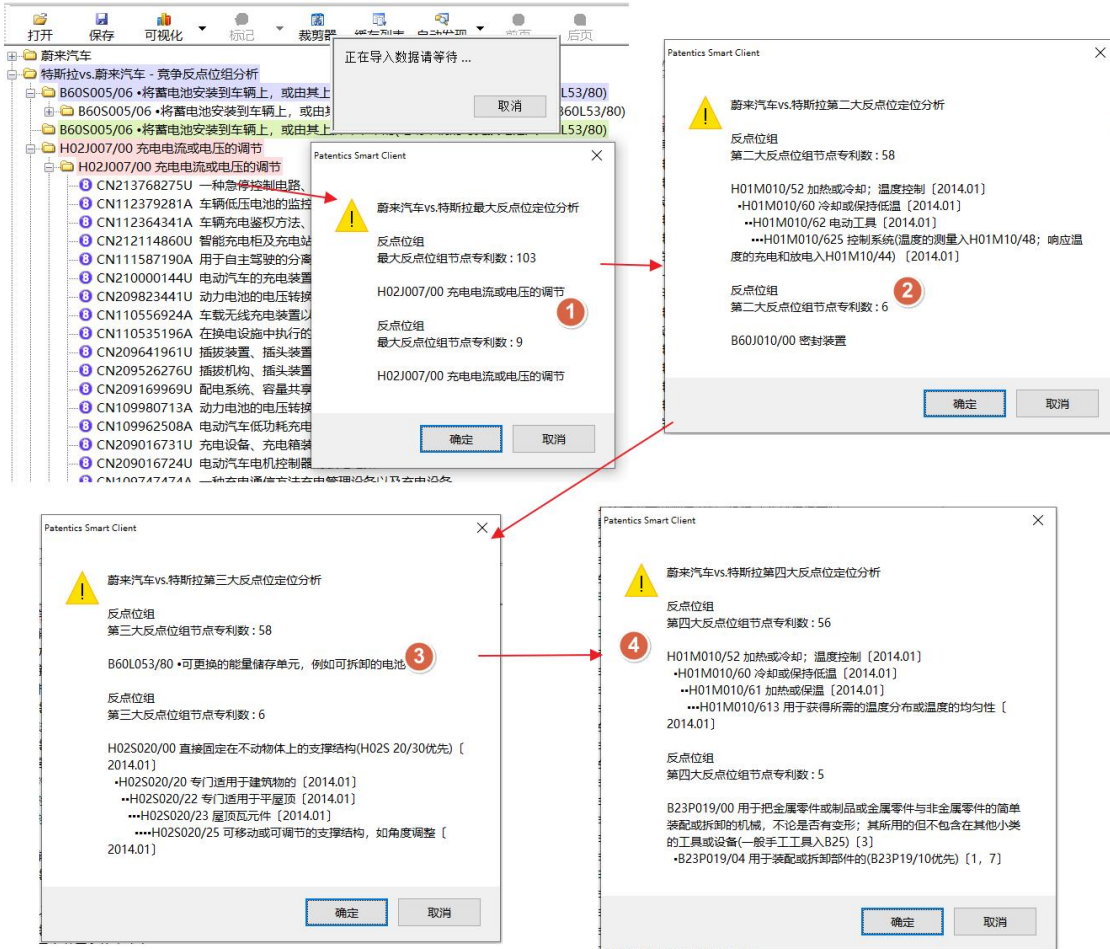 打开 保存 可视化 标记 裁剪器 缓存列表 自动发现 前页 后页
蔚来汽车
特斯拉vs.蔚来汽车 - 竞争反点位组分析
B60S005/06 •将蓄电池安装到车辆上，或由其上
L53/80)
B60S005/06 •将蓄电池安装到车辆上，或由其
B60L53/80)
B60S005/06 •将蓄电池安装到车辆上，或由其上
L53/80)
H02J007/00 充电电流或电压的调节
H02J007/00 充电电流或电压的调节
CN213768275U 一种急停控制电路、
CN112379281A 车辆低压电池的监控
CN112364341A 车辆充电鉴权方法、
CN212114860U 智能充电柜及充电站
CN111587190A 用于自主驾驶的分离
CN210000144U 电动汽车的充电装置
CN209823441U 动力电池的电压转换
CN110556924A 车载无线充电装置以
CN110535196A 在换电设施中执行的
CN209641961U 插拔装置、插头装置
CN209526276U 插拔机构、插头装置
CN209169969U 配电系统、容量共享
CN109980713A 动力电池的电压转换
CN109962508A 电动汽车低功耗充电
CN209016731U 充电设备、充电箱装
CN209016724U 电动汽车电机控制器
CN109747474A 一种充电通信方法充电管理设备以及充电设备
正在导入数据请等待 ...
取消
Patentics Smart Client
蔚来汽车vs.特斯拉最大反点位定位分析
反点位组
最大反点位组节点专利数 : 103
H02J007/00 充电电流或电压的调节
1
反点位组
最大反点位组节点专利数 : 9
H02J007/00 充电电流或电压的调节
确定 取消
Patentics Smart Client
蔚来汽车vs.特斯拉第二大反点位定位分析
反点位组
第二大反点位组节点专利数 : 58
H01M010/52 加热或冷却；温度控制〔2014.01〕
•H01M010/60 冷却或保持低温〔2014.01〕
••H01M010/62 电动工具〔2014.01〕
•••H01M010/625 控制系统(温度的测量入H01M10/48；响应温
度的充电和放电入H01M10/44) 〔2014.01〕
反点位组
2
第二大反点位组节点专利数 : 6
B60J010/00 密封装置
确定 取消
Patentics Smart Client
蔚来汽车vs.特斯拉第三大反点位定位分析
反点位组
第三大反点位组节点专利数 : 58
B60L053/80 •可更换的能量储存单元，例如可拆卸的电池
3
反点位组
第三大反点位组节点专利数 : 6
H02S020/00 直接固定在不动物体上的支撑结构(H02S 20/30优先)〔
2014.01〕
•H02S020/20 专门适用于建筑物的〔2014.01〕
••H02S020/22 专门适用于平屋顶〔2014.01〕
•••H02S020/23 屋顶瓦元件〔2014.01〕
••••H02S020/25 可移动或可调节的支撑结构，如角度调整〔
2014.01〕
确定 取消
Patentics Smart Client
蔚来汽车vs.特斯拉第四大反点位定位分析
反点位组
第四大反点位组节点专利数 : 56
4
H01M010/52 加热或冷却；温度控制〔2014.01〕
•H01M010/60 冷却或保持低温〔2014.01〕
••H01M010/61 加热或保温〔2014.01〕
•••H01M010/613 用于获得所需的温度分布或温度的均匀性〔
2014.01〕
反点位组
第四大反点位组节点专利数 : 5
B23P019/00 用于把金属零件或制品或金属零件与非金属零件的简单
装配或拆卸的机械，不论是否有变形；其所用的但不包含在其他小类
的工具或设备(一般手工工具入B25)〔3〕
•B23P019/04 用于装配或拆卸部件的(B23P19/10优先)〔1，7〕
确定 取消